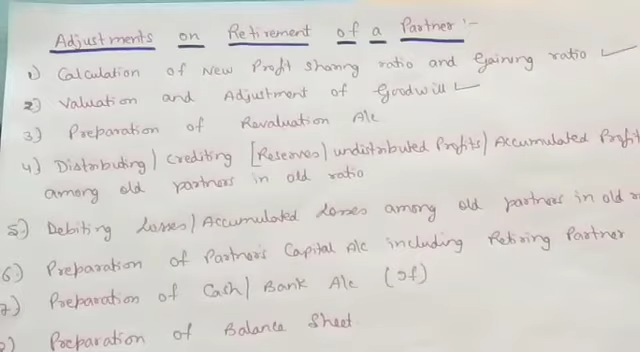 Adjustments on Retirement of a Partner :-
1) Calculation of New Profit Sharing ratio and Gaining ratio
2) Valuation and Adjustment of Goodwill
3) Preparation of Revaluation A/c
4) Distributing / Crediting [Reserves / undistributed Profits / Accumulated Profit
among old partners in old ratio
5.) Debiting Losses / Accumulated Losses among old partners in old
6.) Preparation of Partner's Capital A/c including Retiring Partner
7.) Preparation of Cash / Bank A/c (If)
Preparation of Balance Sheet